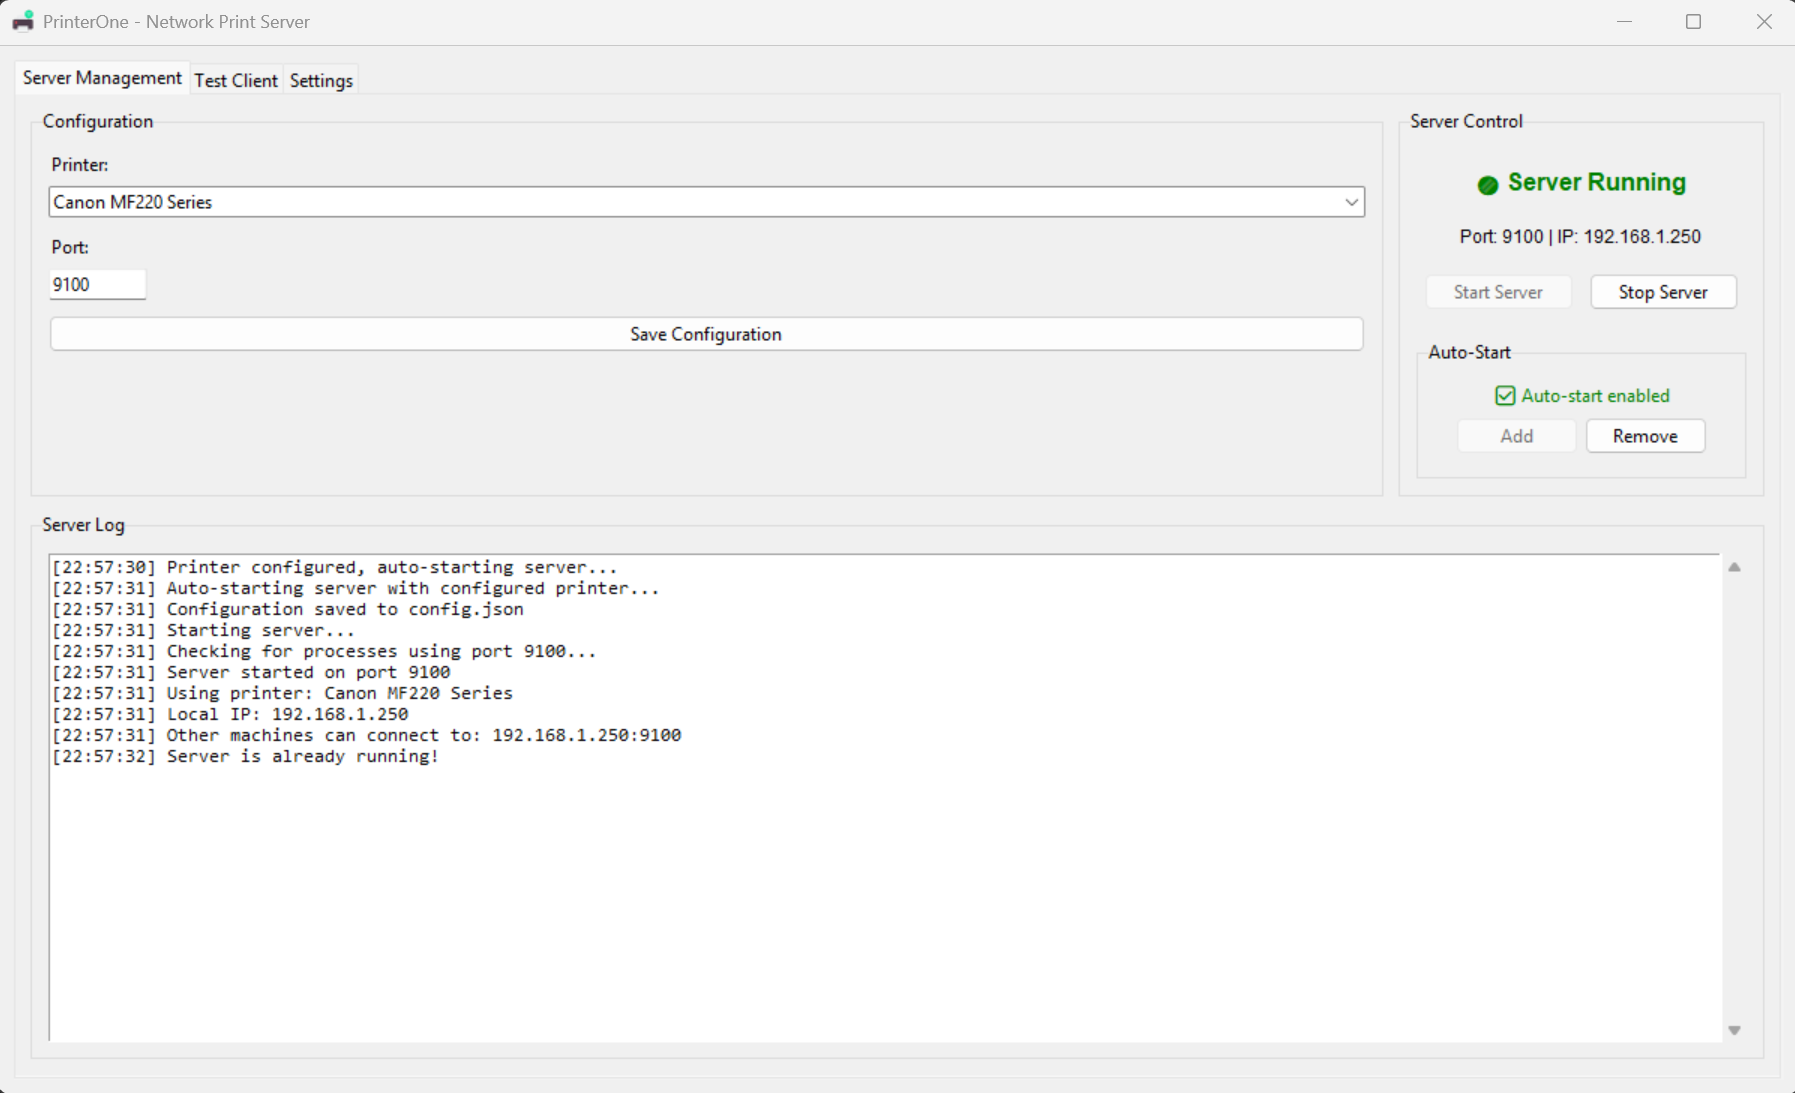 PrinterOne - Network Print Server
Server Management Test Client Settings
Configuration
Printer:
Canon MF220 Series
Port:
9100
Save Configuration
Server Control
Server Running
Port: 9100 | IP: 192.168.1.250
Start Server Stop Server
Auto-Start
Auto-start enabled
Add Remove
Server Log
[22:57:30] Printer configured, auto-starting server...
[22:57:31] Auto-starting server with configured printer...
[22:57:31] Configuration saved to config.json
[22:57:31] Starting server...
[22:57:31] Checking for processes using port 9100...
[22:57:31] Server started on port 9100
[22:57:31] Using printer: Canon MF220 Series
[22:57:31] Local IP: 192.168.1.250
[22:57:31] Other machines can connect to: 192.168.1.250:9100
[22:57:32] Server is already running!